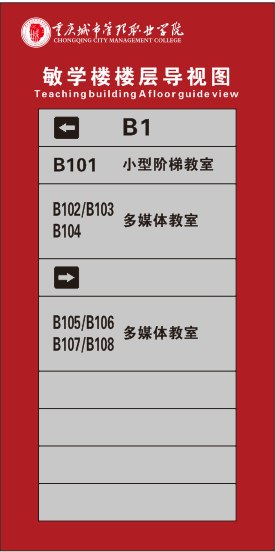 重庆城市管理职业学院
CHONGQING CITY MANAGEMENT COLLEGE
敏学楼楼层导视图
Teaching building A floor guide view
B1
B101 小型阶梯教室
B102/B103
B104
多媒体教室
B105/B106
B107/B108
多媒体教室